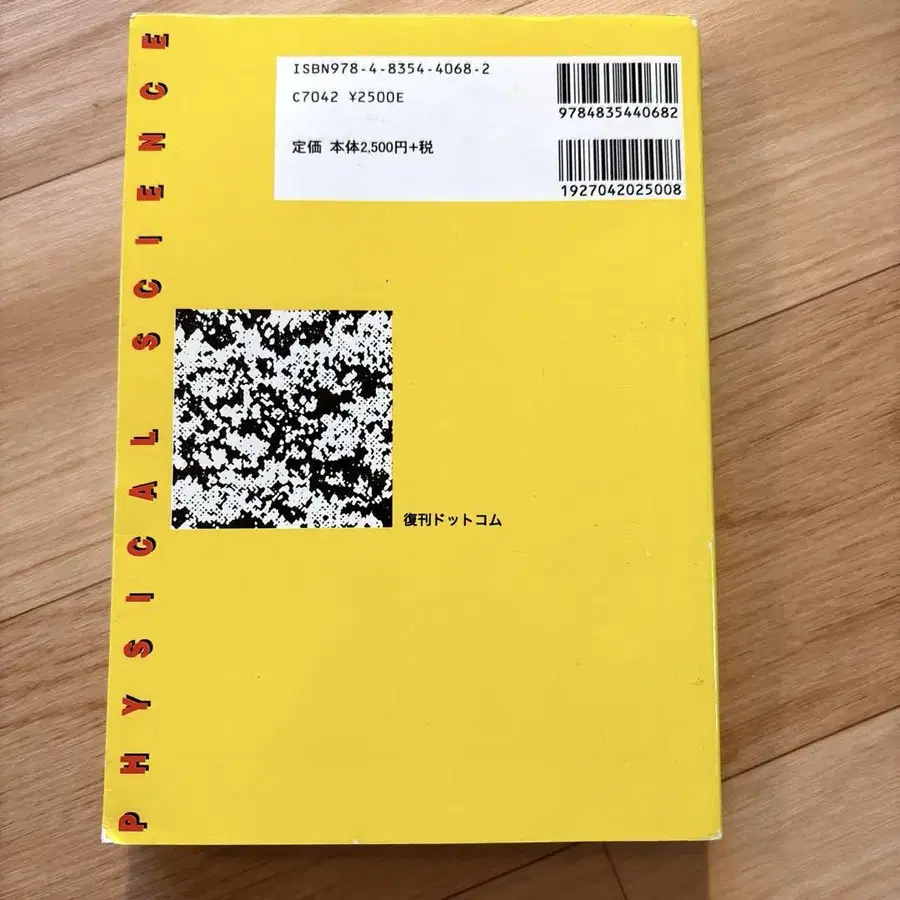 ISBN978-4-8354-4068-2
C7042 ¥2500E
定価 本体2,500円+税
9784835440682
1927042025008
PHYSICAL SCIENCE
復刊ドットコム